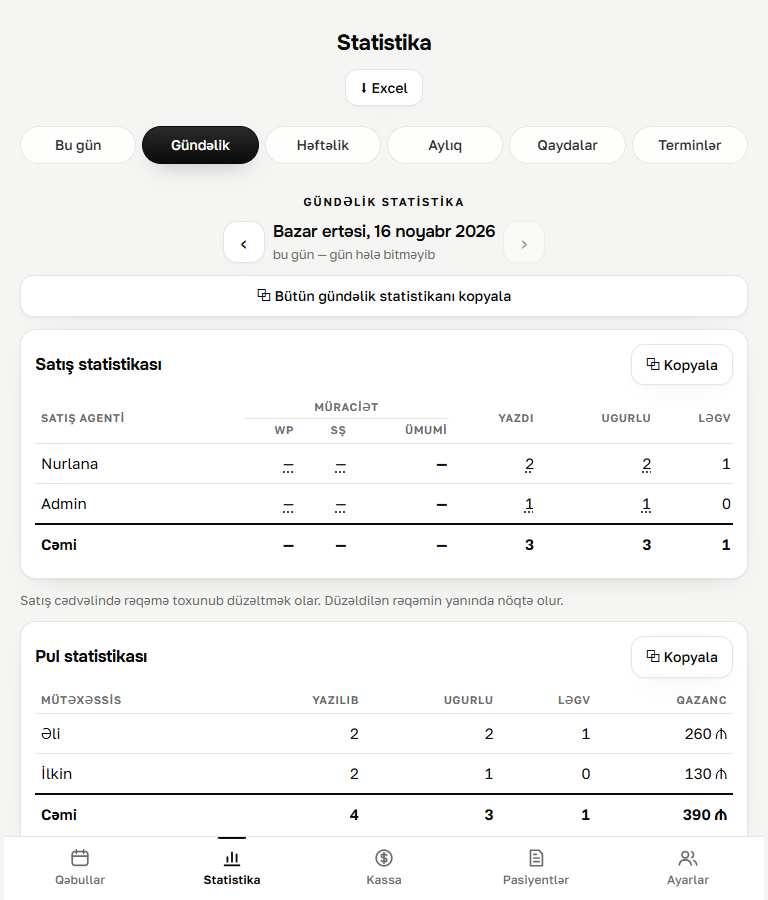 Statistika
⬇ Excel
Bu gün Gündəlik Həftəlik Aylıq Qaydalar Terminlər
GÜNDƏLİK STATİSTİKA
‹ Bazar ertəsi, 16 noyabr 2026 ›
bu gün — gün hələ bitməyib
Bütün gündəlik statistikanı kopyala
Satış statistikası Kopyala
SATIŞ AGENTİ MÜRACİƏT YAZDI UGURLU LƏGV
WP SŞ ÜMUMİ
Nurlana — — — 2 2 1
Admin — — — 1 1 0
Cəmi — — — 3 3 1
Satış cədvəlində rəqəmə toxunub düzəltmək olar. Düzəldilən rəqəmin yanında nöqtə olur.
Pul statistikası Kopyala
MÜTƏXƏSSİS YAZILIB UGURLU LƏGV QAZANC
Əli 2 2 1 260 ₼
İlkin 2 1 0 130 ₼
Cəmi 4 3 1 390 ₼
Qəbullar Statistika Kassa Pasiyentlər Ayarlar